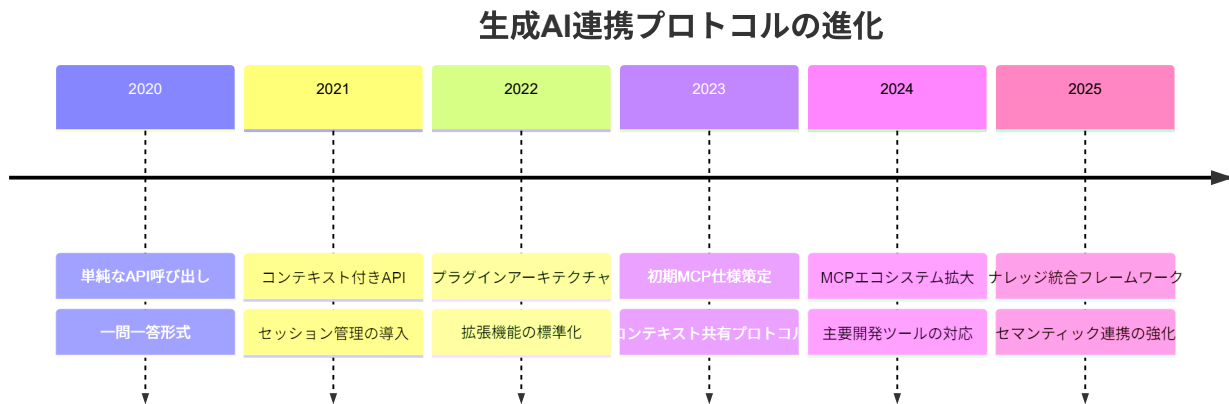 生成AI連携プロトコルの進化
2020
2021
2022
2023
2024
2025
単純なAPI呼び出し
コンテキスト付きAPI
プラグインアーキテクチャ
初期MCP仕様策定
MCPエコシステム拡大
ナレッジ統合フレームワーク
一問一答形式
セッション管理の導入
拡張機能の標準化
コンテキスト共有プロトコル
主要開発ツールの対応
セマンティック連携の強化